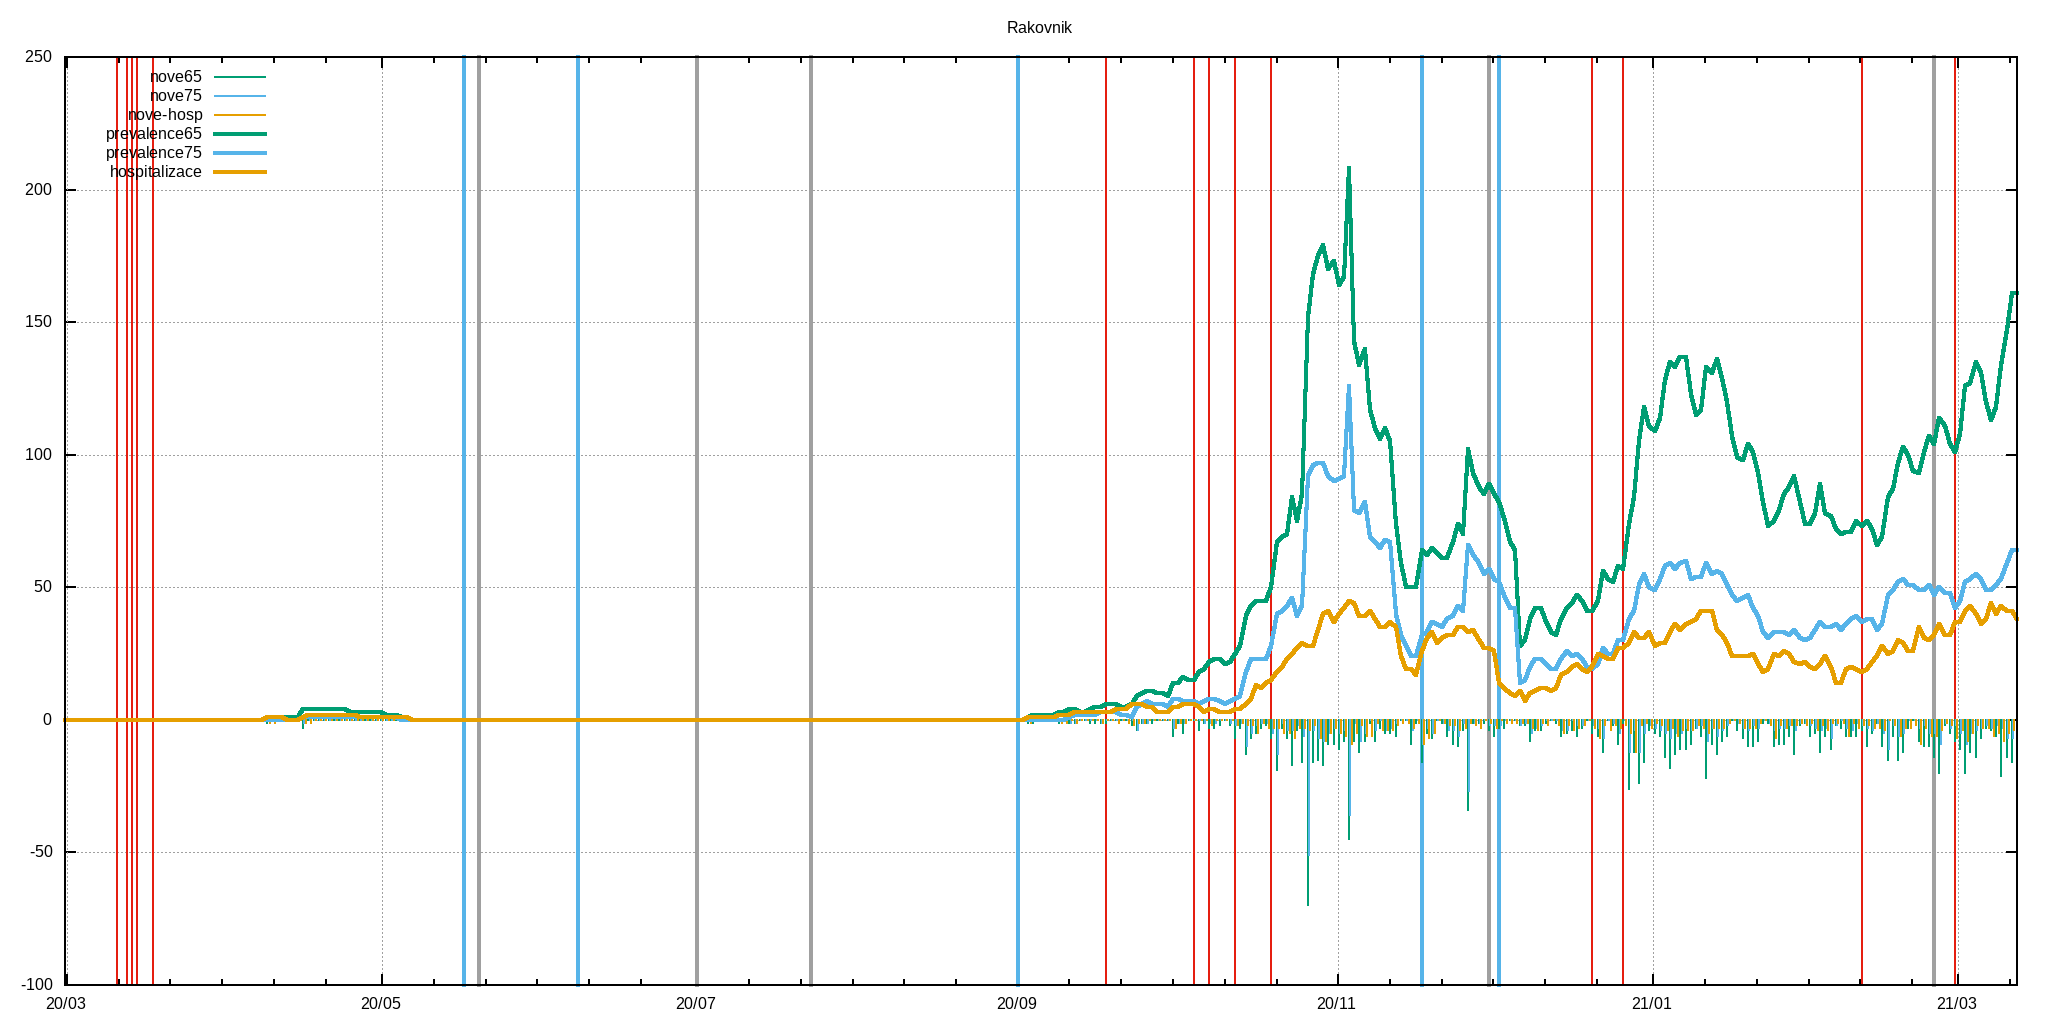 Rakovnik
250
200
150
100
50
0
-50
-100
nove65
nove75
nove-hosp
prevalence65
prevalence75
hospitalizace
20/03 20/05 20/07 20/09 20/11 21/01 21/03